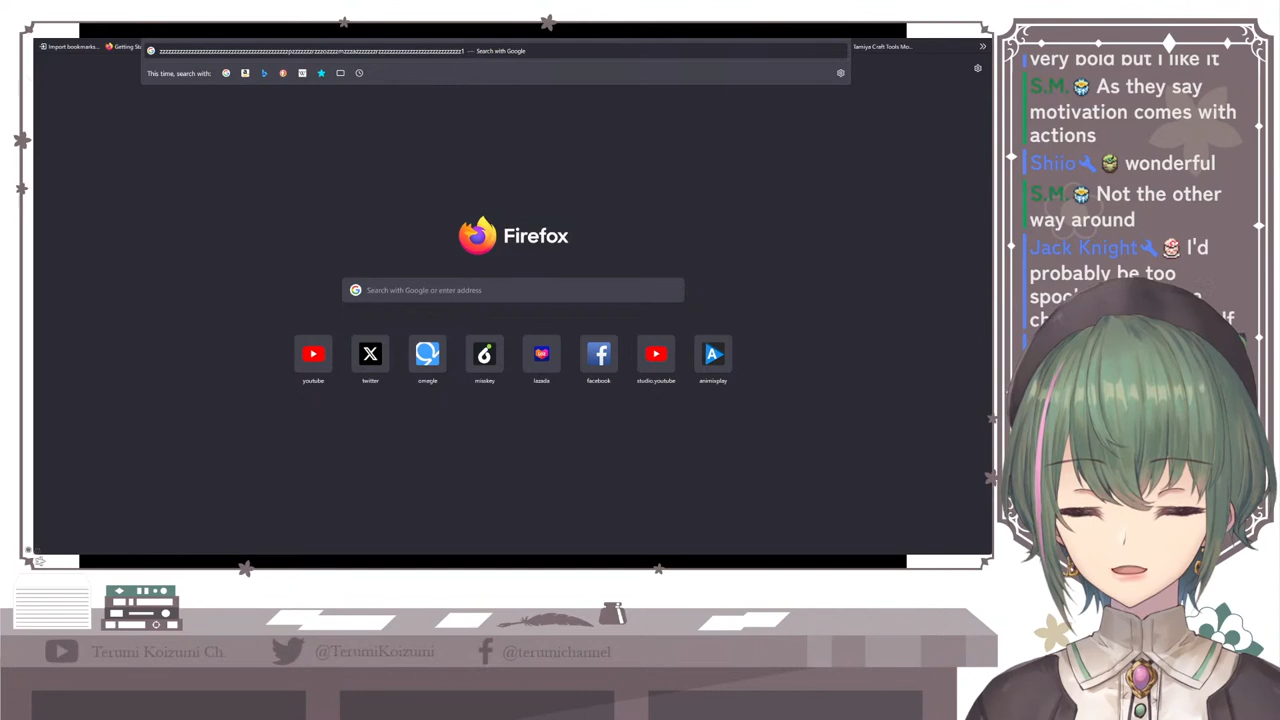 Import bookmarks...
Getting St
— Search with Google
Tamiya Craft Tools Mo...
This time, search with:
Firefox
Search with Google or enter address
youtube
twitter
omegle
misskey
lazada
facebook
studio.youtube
animixplay
very bold but I like it
S.M. As they say
motivation comes with
actions
Shiio wonderful
S.M. Not the other
way around
Jack Knight I'd
probably be too
Terumi Koizumi Ch.
@TerumiKoizumi
@terumichannel